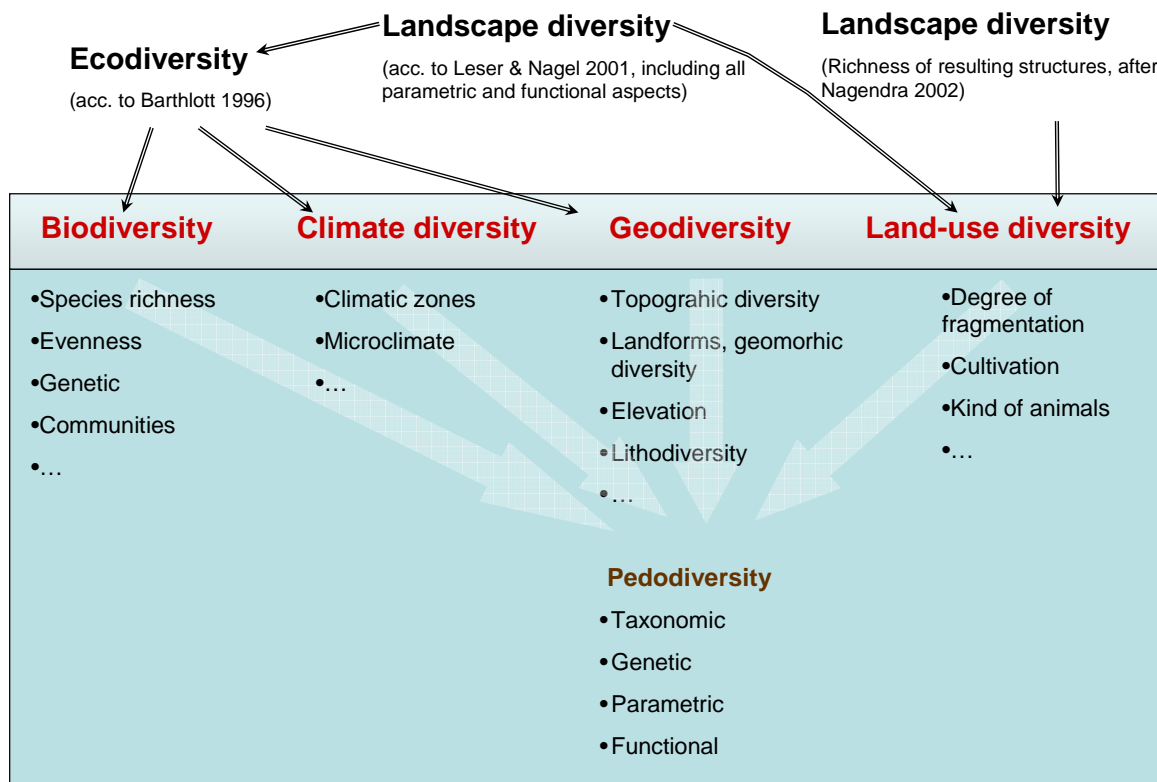 Ecodiversity
(acc. to Barthlott 1996)
Landscape diversity
(acc. to Leser & Nagel 2001, including all
parametric and functional aspects)
Landscape diversity
(Richness of resulting structures, after
Nagendra 2002)
Biodiversity
Climate diversity
Geodiversity
Land-use diversity
•Species richness
•Evenness
•Genetic
•Communities
•…
•Climatic zones
•Microclimate
•…
•Topograhic diversity
•Landforms, geomorhic
diversity
•Elevation
•Lithodiversity
•…
•Degree of
fragmentation
•Cultivation
•Kind of animals
•…
Pedodiversity
•Taxonomic
•Genetic
•Parametric
•Functional